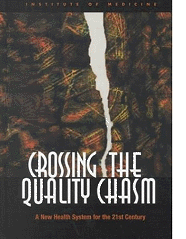 INSTITUTE OF MEDICINE
CROSSING THE
QUALITY CHASM
A New Health System for the 21st Century